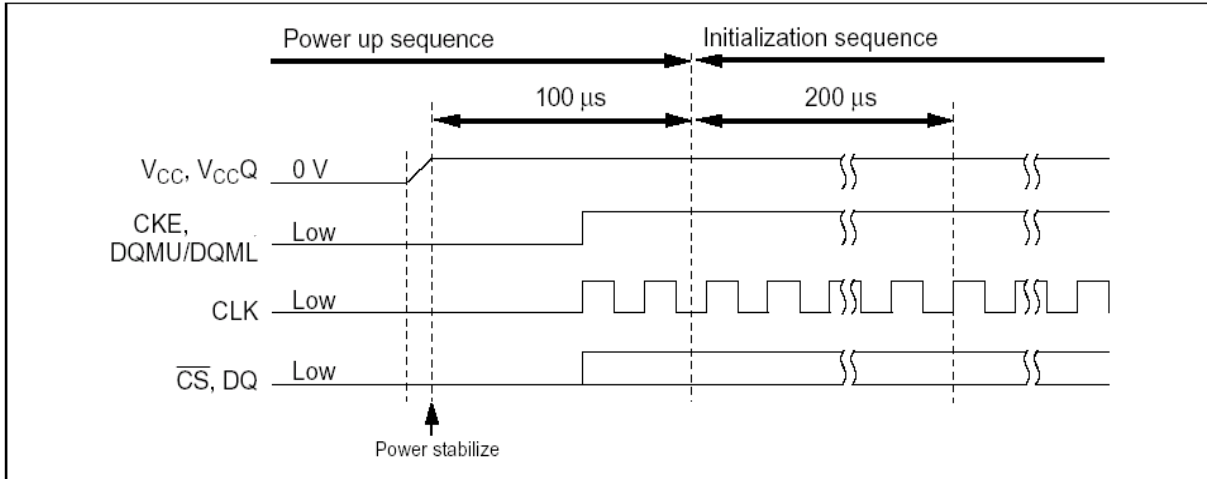 Power up sequence
Initialization sequence
100 µs
200 µs
VCC, VCCQ
0 V
CKE,
DQMU/DQML
Low
CLK
Low
CS, DQ
Low
Power stabilize